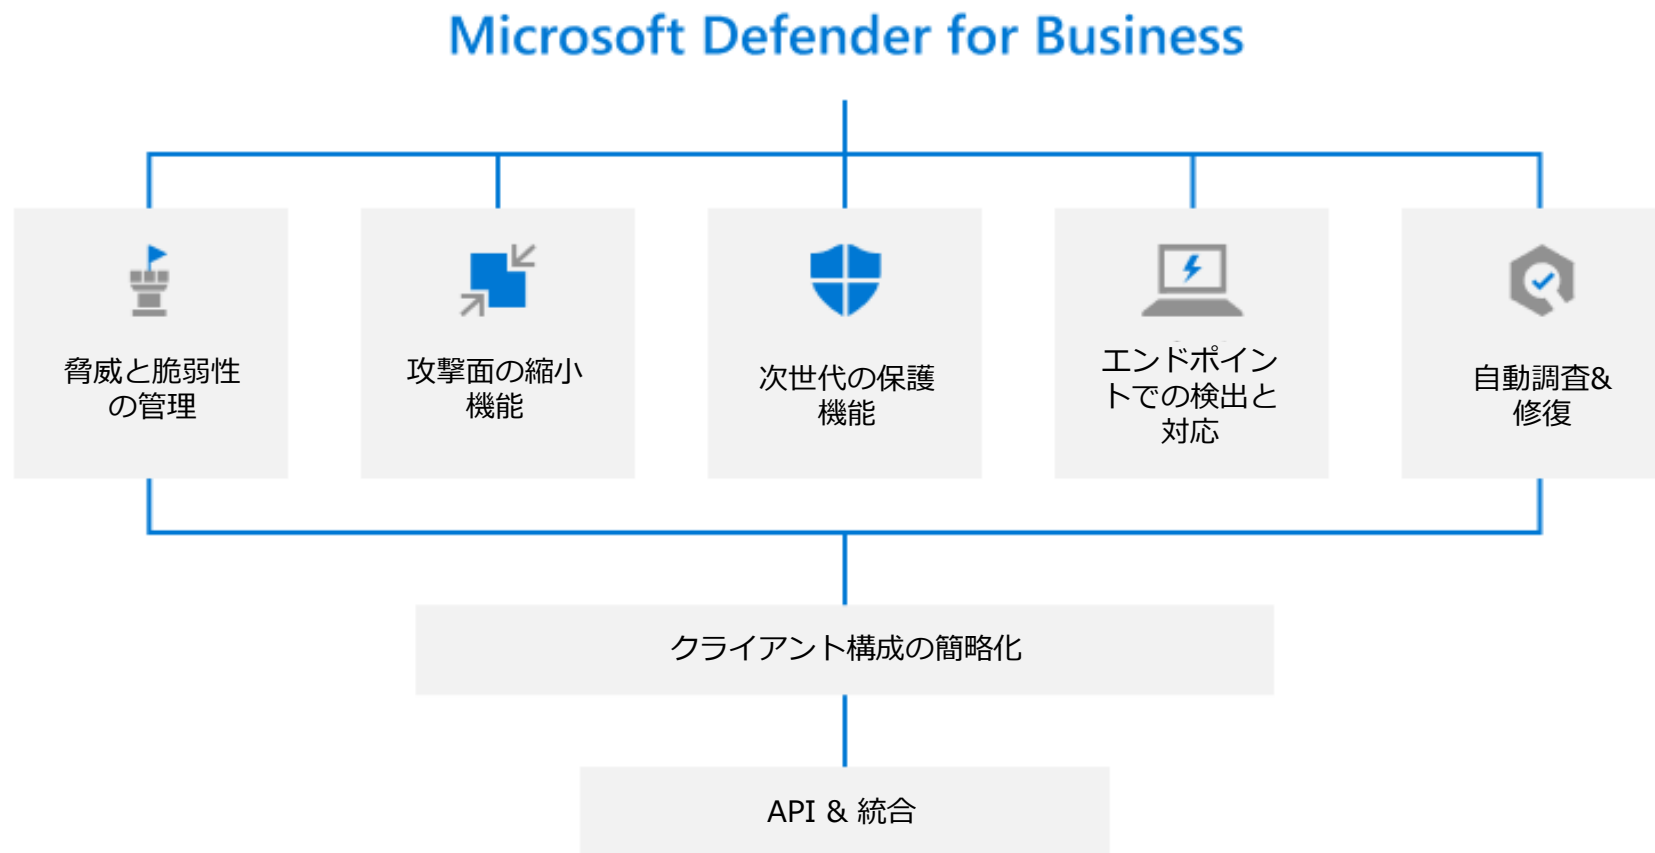 Microsoft Defender for Business
脅威と脆弱性
の管理
攻撃面の縮小
機能
次世代の保護
機能
エンドポイン
トでの検出と
対応
自動調査&
修復
クライアント構成の簡略化
API & 統合